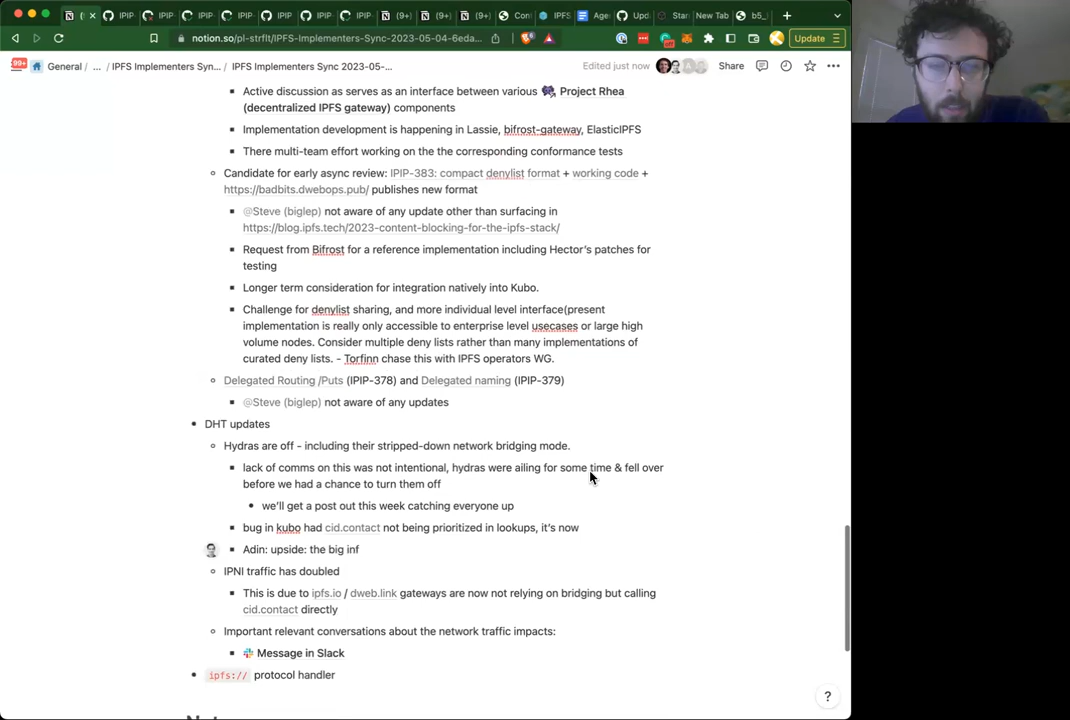 (9+)
(9+)
(9+)
Con
IPFS
Age
Upd
Star
New Tab
b5_
notion.so/pl-strflt/IPFS-Implementers-Sync-2023-05-04-6eda...
Update
99+
General / ... / IPFS Implementers Syn... / IPFS Implementers Sync 2023-05-...
Edited just now
Share
Active discussion as serves as an interface between various Project Rhea
(decentralized IPFS gateway) components
Implementation development is happening in Lassie, bifrost-gateway, ElasticIPFS
There multi-team effort working on the the corresponding conformance tests
Candidate for early async review: IPIP-383: compact denylist format + working code +
https://badbits.dwebops.pub/ publishes new format
@Steve (biglep) not aware of any update other than surfacing in
https://blog.ipfs.tech/2023-content-blocking-for-the-ipfs-stack/
Request from Bifrost for a reference implementation including Hector's patches for
testing
Longer term consideration for integration natively into Kubo.
Challenge for denylist sharing, and more individual level interface(present
implementation is really only accessible to enterprise level usecases or large high
volume nodes. Consider multiple deny lists rather than many implementations of
curated deny lists. - Torfinn chase this with IPFS operators WG.
Delegated Routing /Puts (IPIP-378) and Delegated naming (IPIP-379)
@Steve (biglep) not aware of any updates
DHT updates
Hydras are off - including their stripped-down network bridging mode.
lack of comms on this was not intentional, hydras were ailing for some time & fell over
before we had a chance to turn them off
we'll get a post out this week catching everyone up
bug in kubo had cid.contact not being prioritized in lookups, it's now
Adin: upside: the big inf
IPNI traffic has doubled
This is due to ipfs.io / dweb.link gateways are now not relying on bridging but calling
cid.contact directly
Important relevant conversations about the network traffic impacts:
Message in Slack
ipfs:// protocol handler
?